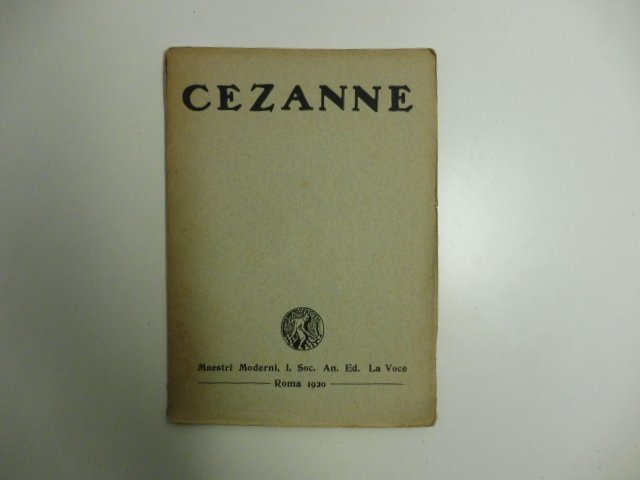 CEZANNE
Maestri Moderni, I. Soc. An. Ed. La Voce
Roma 1920